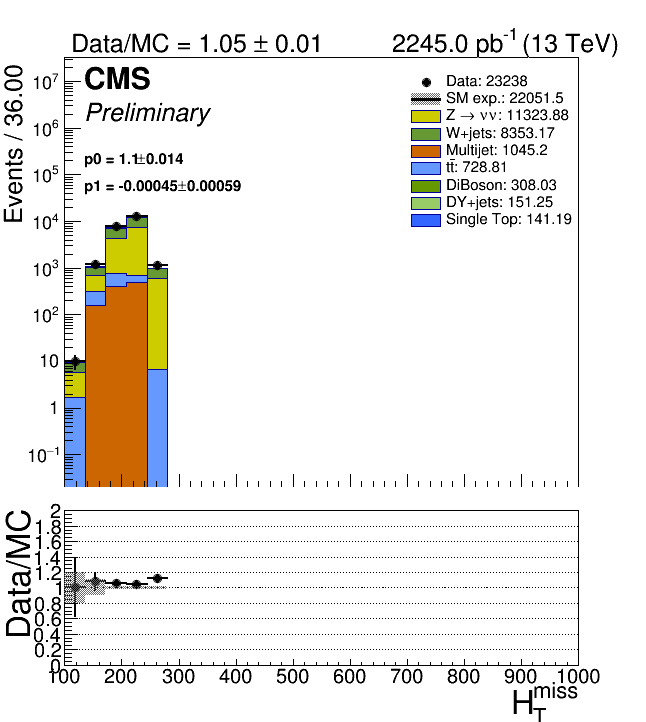 Data/MC = 1.05 ± 0.01
2245.0 pb⁻¹ (13 TeV)
Events / 36.00
CMS
Preliminary
p0 = 1.1±0.014
p1 = -0.00045±0.00059
Data: 23238
SM exp.: 22051.5
Z → νν: 11323.88
W+jets: 8353.17
Multijet: 1045.2
tt̄: 728.81
DiBoson: 308.03
DY+jets: 151.25
Single Top: 141.19
10⁷
10⁶
10⁵
10⁴
10³
10²
10
1
10⁻¹
Data/MC
2
1.8
1.6
1.4
1.2
1
0.8
0.6
0.4
0.2
0
100 200 300 400 500 600 700 800 900 1000
H_T^miss